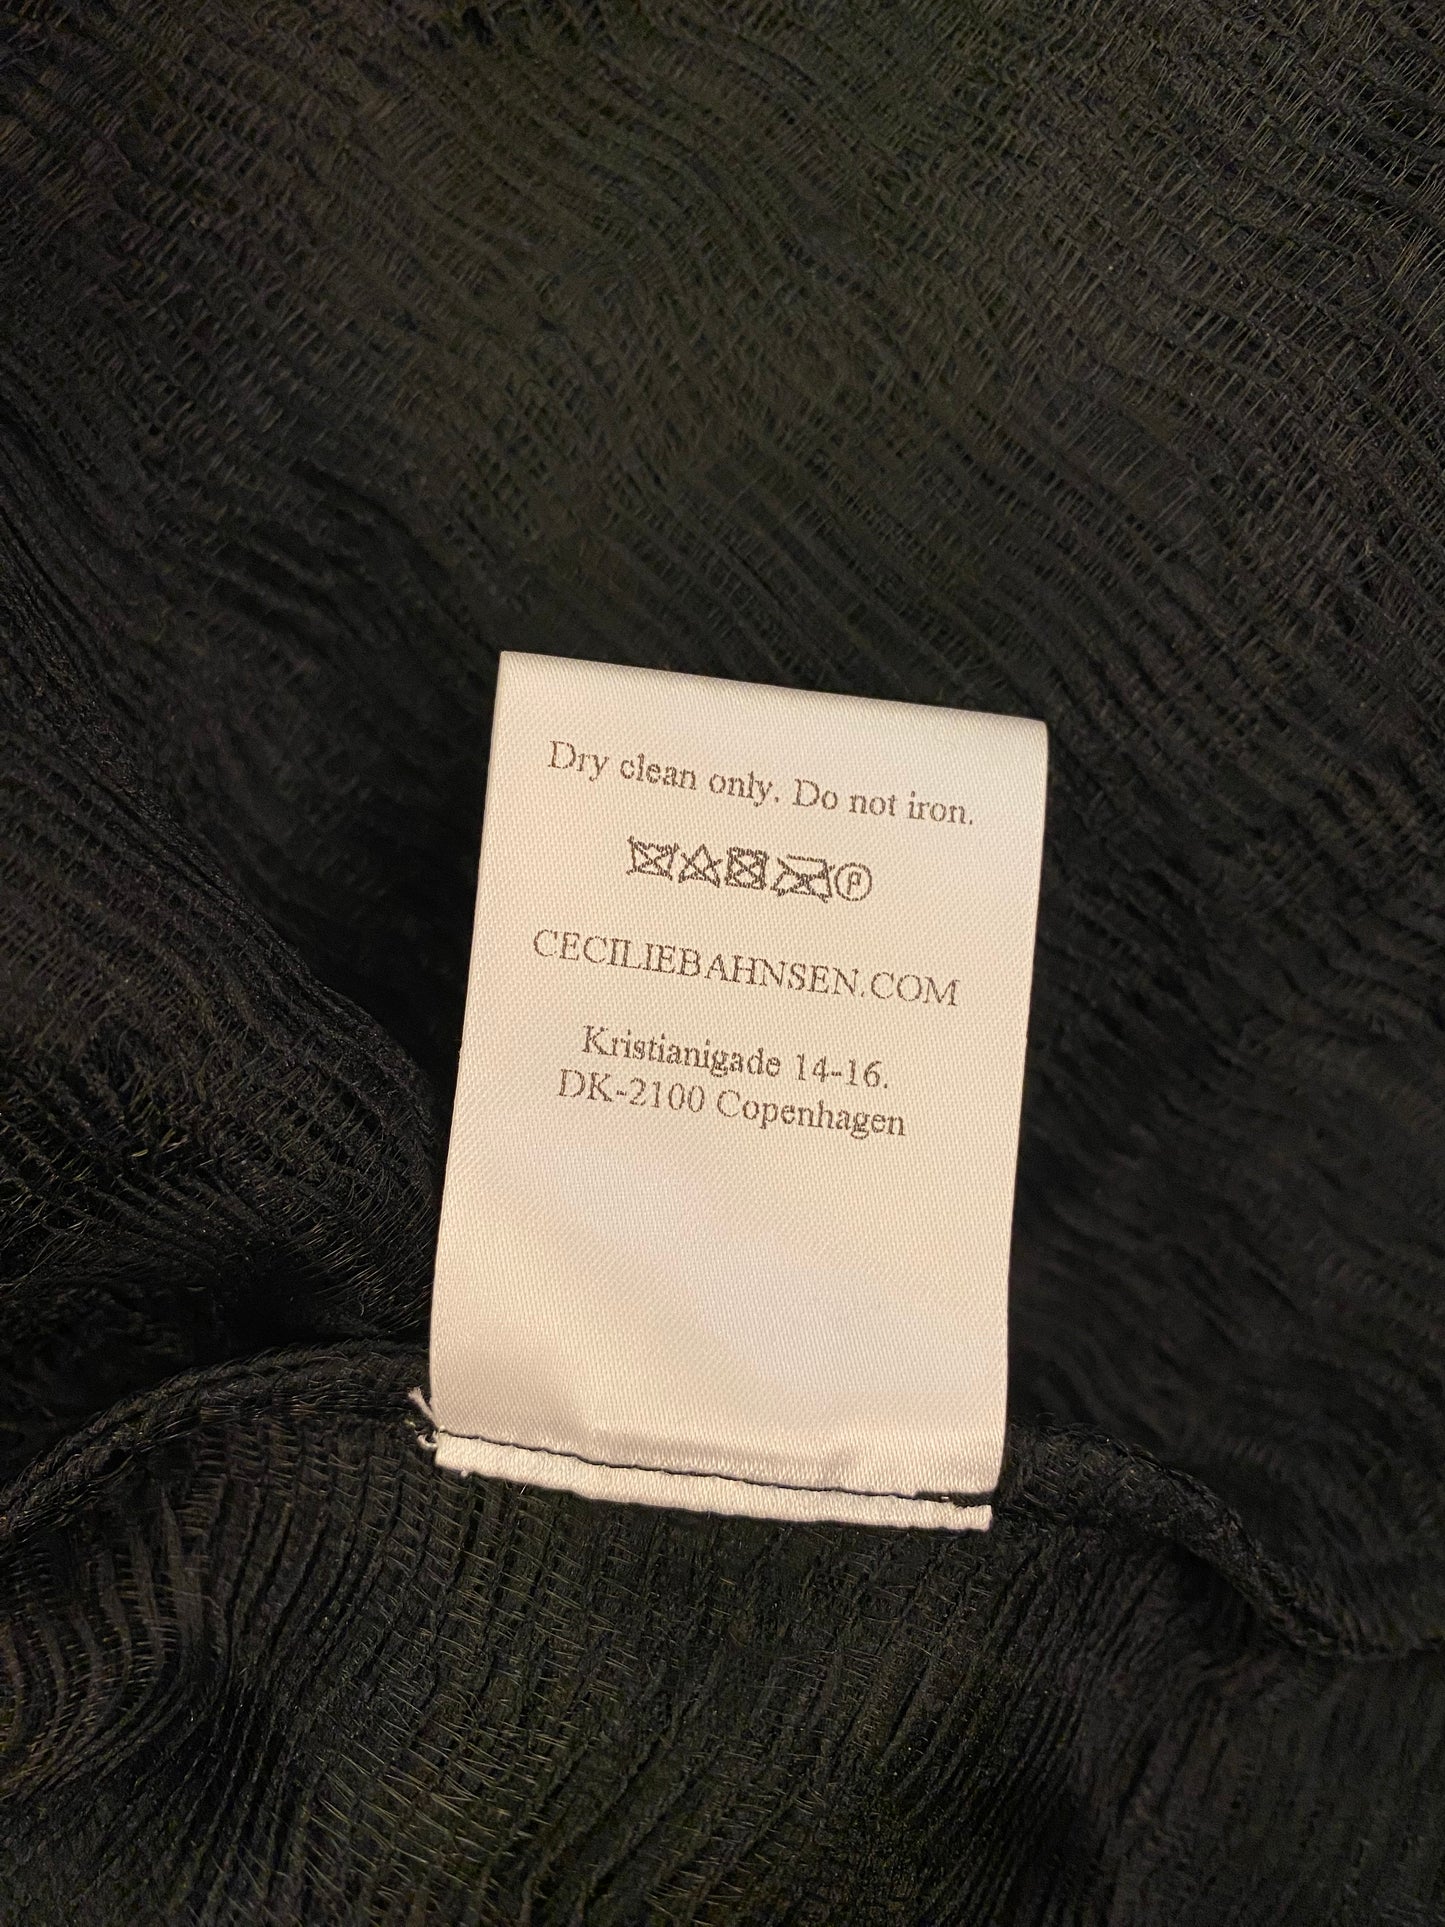 Dry clean only. Do not iron.
P
CECILIEBAHNSEN.COM
Kristianigade 14-16.
DK-2100 Copenhagen